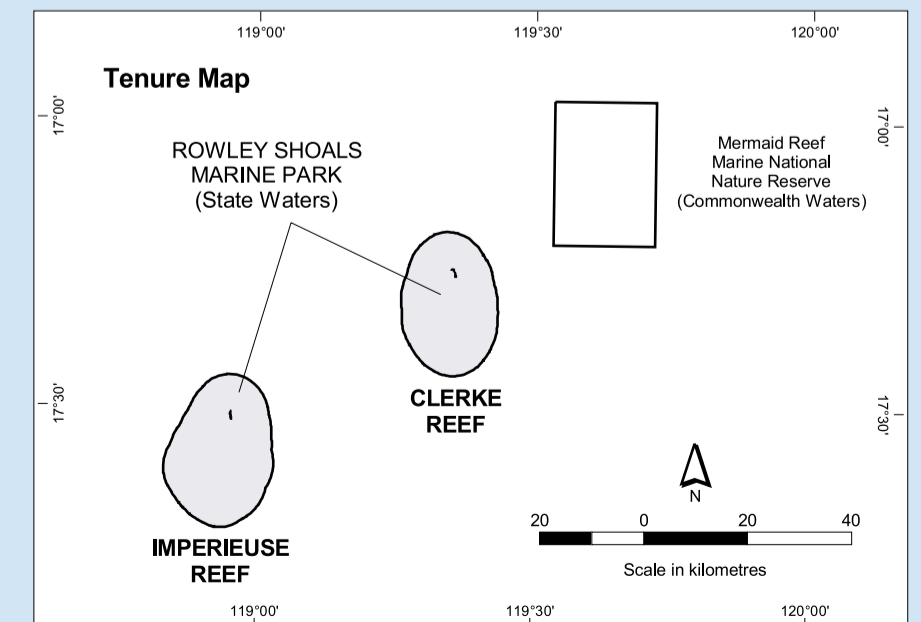 119°00'
119°30'
120°00'
Tenure Map
17°00'
17°00'
ROWLEY SHOALS
MARINE PARK
(State Waters)
Mermaid Reef
Marine National
Nature Reserve
(Commonwealth Waters)
CLERKE
REEF
17°30'
17°30'
IMPERIEUSE
REEF
N
20 0 20 40
Scale in kilometres
119°00'
119°30'
120°00'